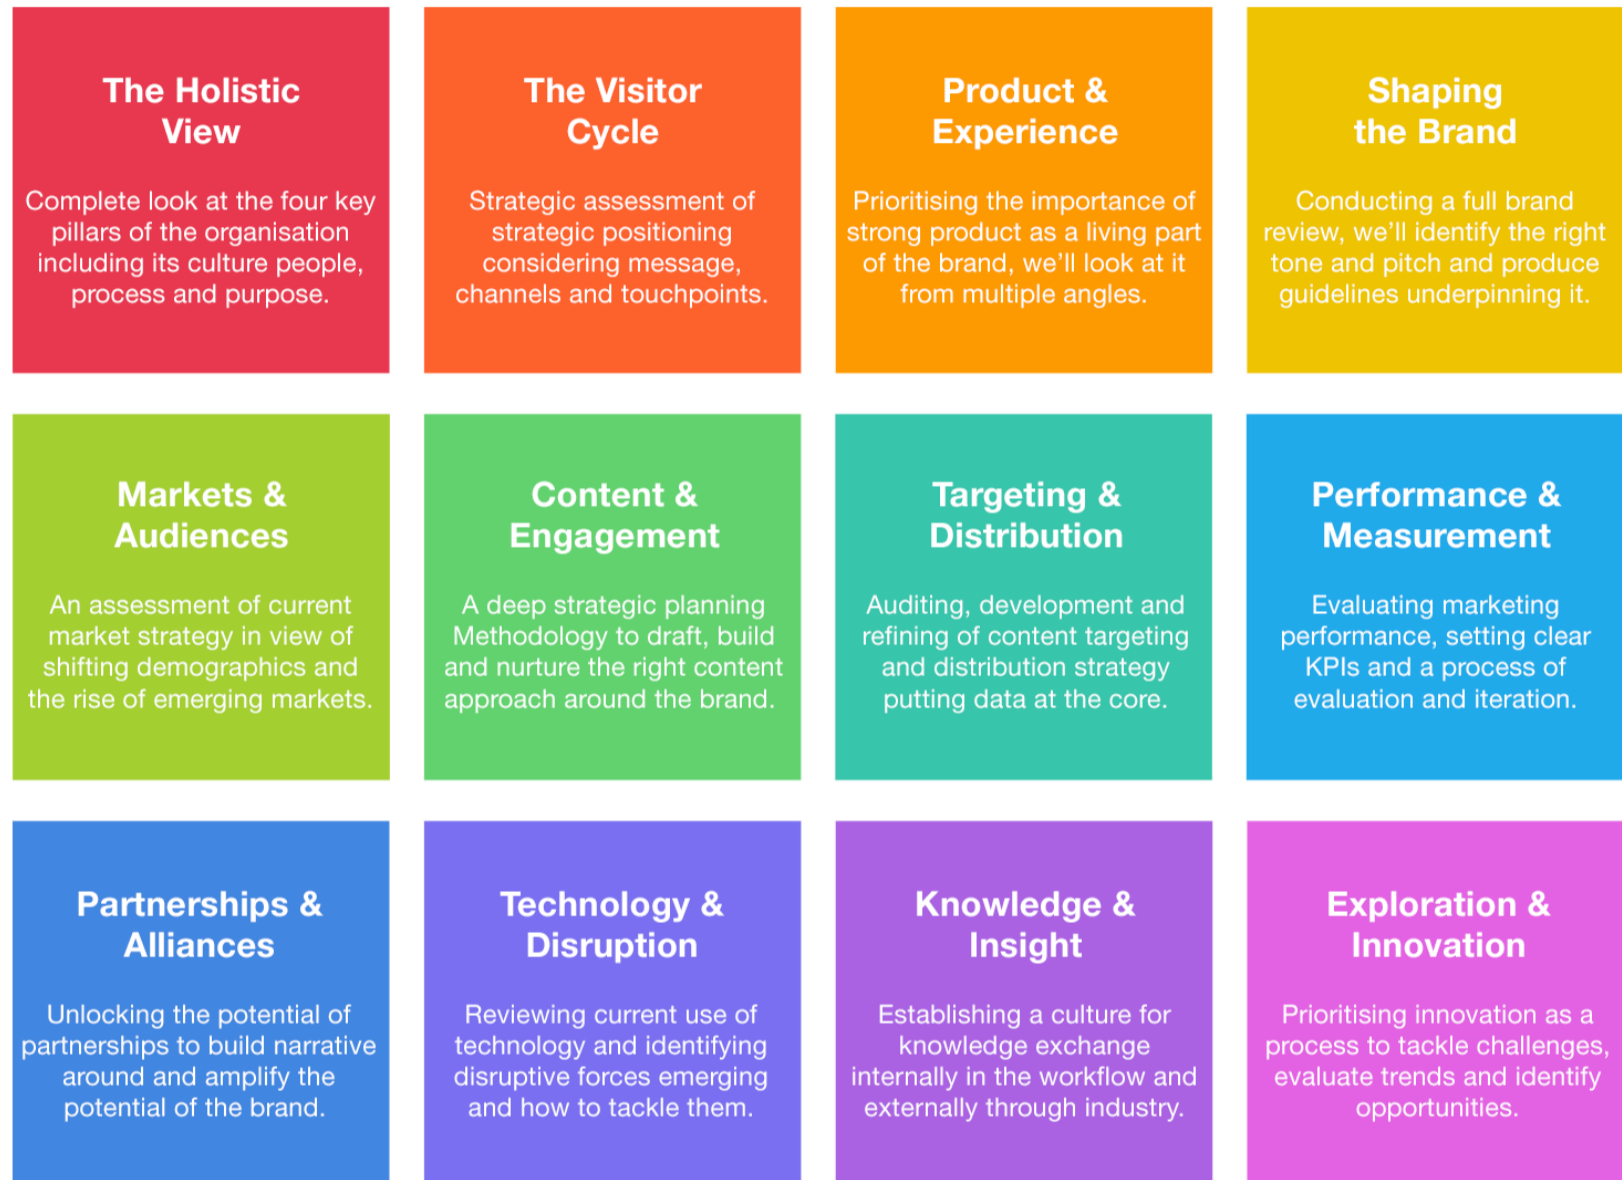 The Holistic
View
Complete look at the four key
pillars of the organisation
including its culture people,
process and purpose.
The Visitor
Cycle
Strategic assessment of
strategic positioning
considering message,
channels and touchpoints.
Product &
Experience
Prioritising the importance of
strong product as a living part
of the brand, we’ll look at it
from multiple angles.
Shaping
the Brand
Conducting a full brand
review, we’ll identify the right
tone and pitch and produce
guidelines underpinning it.
Markets &
Audiences
An assessment of current
market strategy in view of
shifting demographics and
the rise of emerging markets.
Content &
Engagement
A deep strategic planning
Methodology to draft, build
and nurture the right content
approach around the brand.
Targeting &
Distribution
Auditing, development and
refining of content targeting
and distribution strategy
putting data at the core.
Performance &
Measurement
Evaluating marketing
performance, setting clear
KPIs and a process of
evaluation and iteration.
Partnerships &
Alliances
Unlocking the potential of
partnerships to build narrative
around and amplify the
potential of the brand.
Technology &
Disruption
Reviewing current use of
technology and identifying
disruptive forces emerging
and how to tackle them.
Knowledge &
Insight
Establishing a culture for
knowledge exchange
internally in the workflow and
externally through industry.
Exploration &
Innovation
Prioritising innovation as a
process to tackle challenges,
evaluate trends and identify
opportunities.